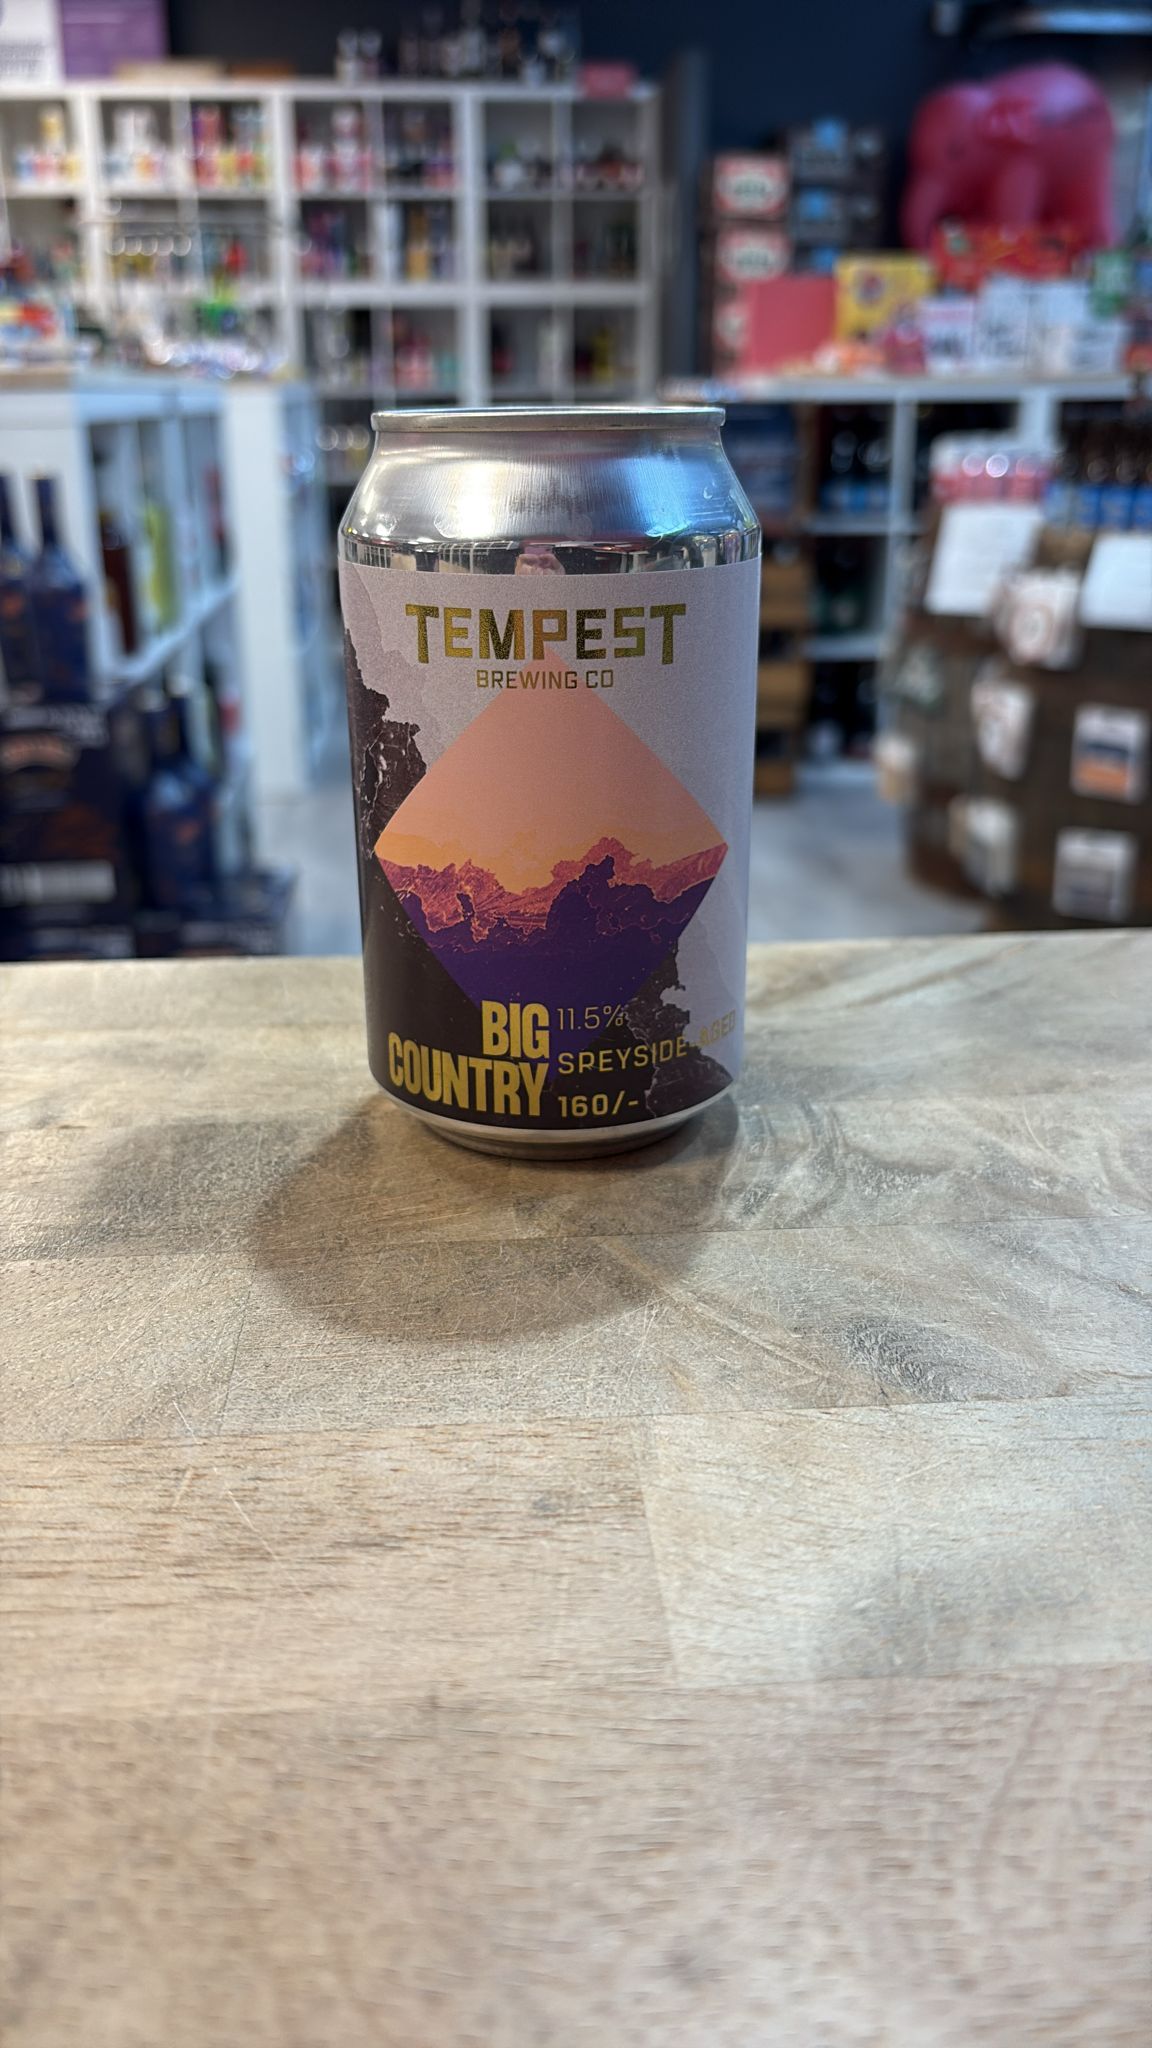 TEMPEST
BREWING CO
BIG
COUNTRY
11.5%
SPEYSIDE-AGED
160/-